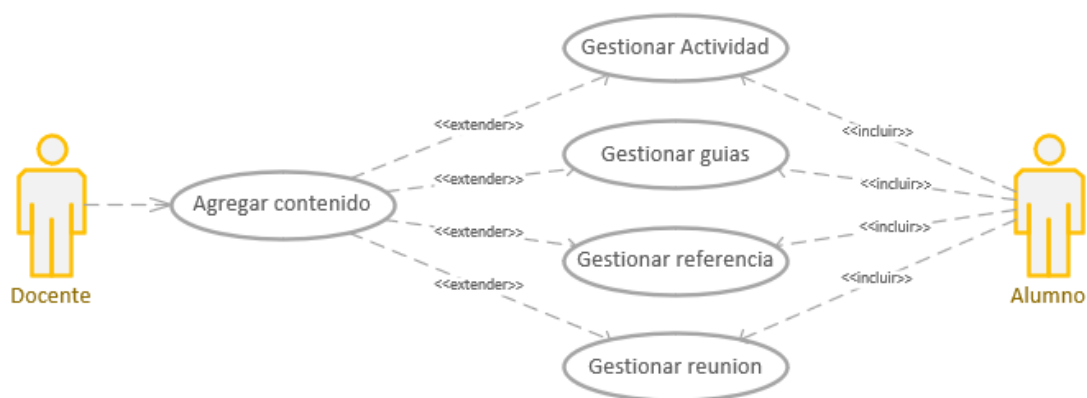 Gestionar Actividad
<<extender>>
<<incluir>>
Gestionar guias
<<extender>>
<<incluir>>
Agregar contenido
<<extender>>
<<incluir>>
Gestionar referencia
<<extender>>
<<incluir>>
Docente
Alumno
Gestionar reunion